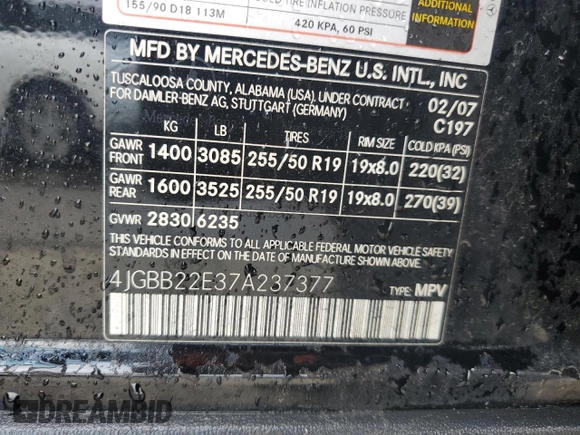 155/90 D18 113M
COLD TIRE INFLATION PRESSURE
420 KPA, 60 PSI
ADDITIONAL
INFORMATION
MFD BY MERCEDES-BENZ U.S. INTL., INC
TUSCALOOSA COUNTY, ALABAMA (USA), UNDER CONTRACT 02/07
FOR DAIMLER-BENZ AG, STUTTGART (GERMANY) C197
KG LB TIRES RIM SIZE COLD KPA (PSI)
GAWR FRONT 1400 3085 255/50 R19 19x8.0 220(32)
GAWR REAR 1600 3525 255/50 R19 19x8.0 270(39)
GVWR 2830 6235
THIS VEHICLE CONFORMS TO ALL APPLICABLE FEDERAL MOTOR VEHICLE SAFETY
STANDARDS IN EFFECT ON THE DATE OF MANUFACTURE SHOWN ABOVE
4JGBB22E37A237377 TYPE: MPV
DREAMBID